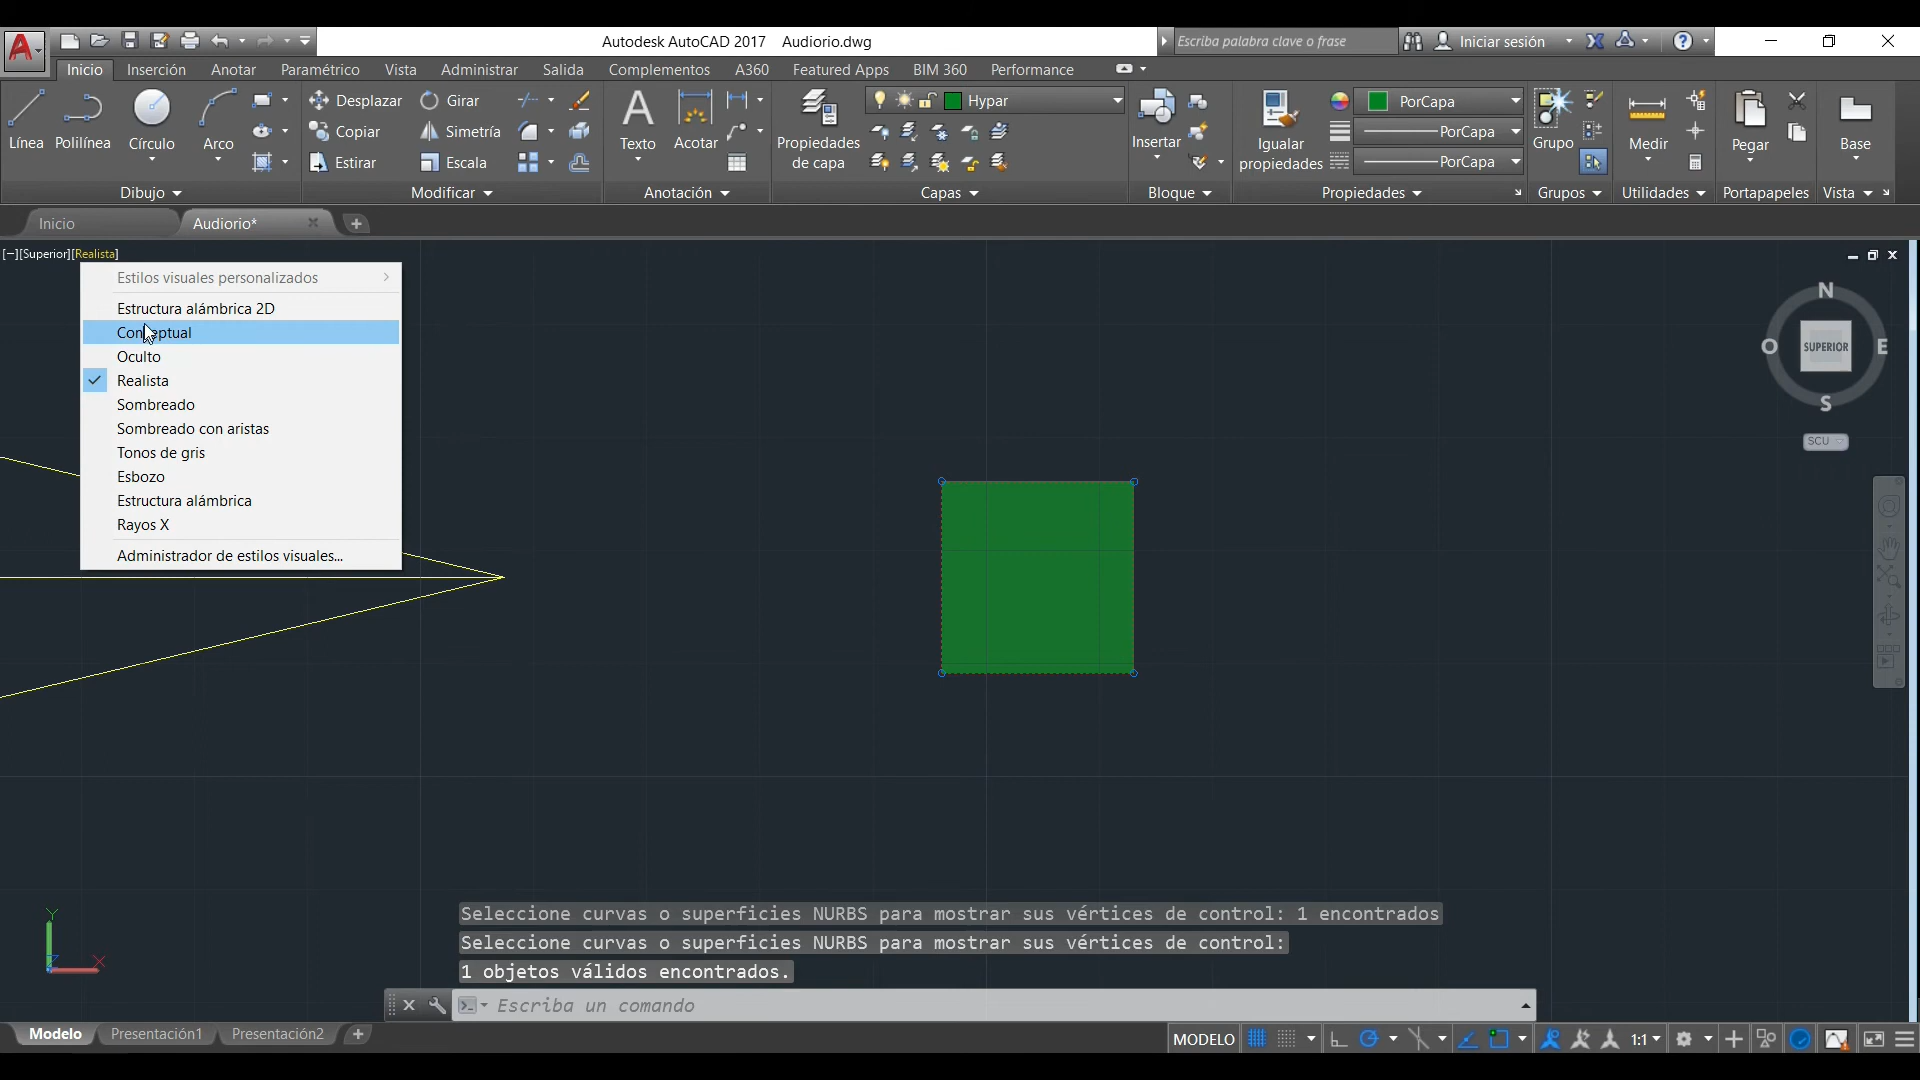 Autodesk AutoCAD 2017 Audiorio.dwg
Escriba palabra clave o frase
Iniciar sesión
Inicio Inserción Anotar Paramétrico Vista Administrar Salida Complementos A360 Featured Apps BIM 360 Performance
Línea Polilínea Círculo Arco
Desplazar Girar
Copiar Simetría
Estirar Escala
Texto Acotar
Propiedades de capa
Hypar
Insertar
Igualar propiedades
PorCapa
PorCapa
PorCapa
Grupo
Medir
Pegar
Base
Dibujo Modificar Anotación Capas Bloque Propiedades Grupos Utilidades Portapapeles Vista
Inicio Audiorio*
[−][Superior][Realista]
Estilos visuales personalizados
Estructura alámbrica 2D
Conceptual
Oculto
Realista
Sombreado
Sombreado con aristas
Tonos de gris
Esbozo
Estructura alámbrica
Rayos X
Administrador de estilos visuales...
N
O SUPERIOR E
S
SCU
Y
Z X
Seleccione curvas o superficies NURBS para mostrar sus vértices de control: 1 encontrados
Seleccione curvas o superficies NURBS para mostrar sus vértices de control:
1 objetos válidos encontrados.
Escriba un comando
Modelo Presentación1 Presentación2
MODELO 1:1